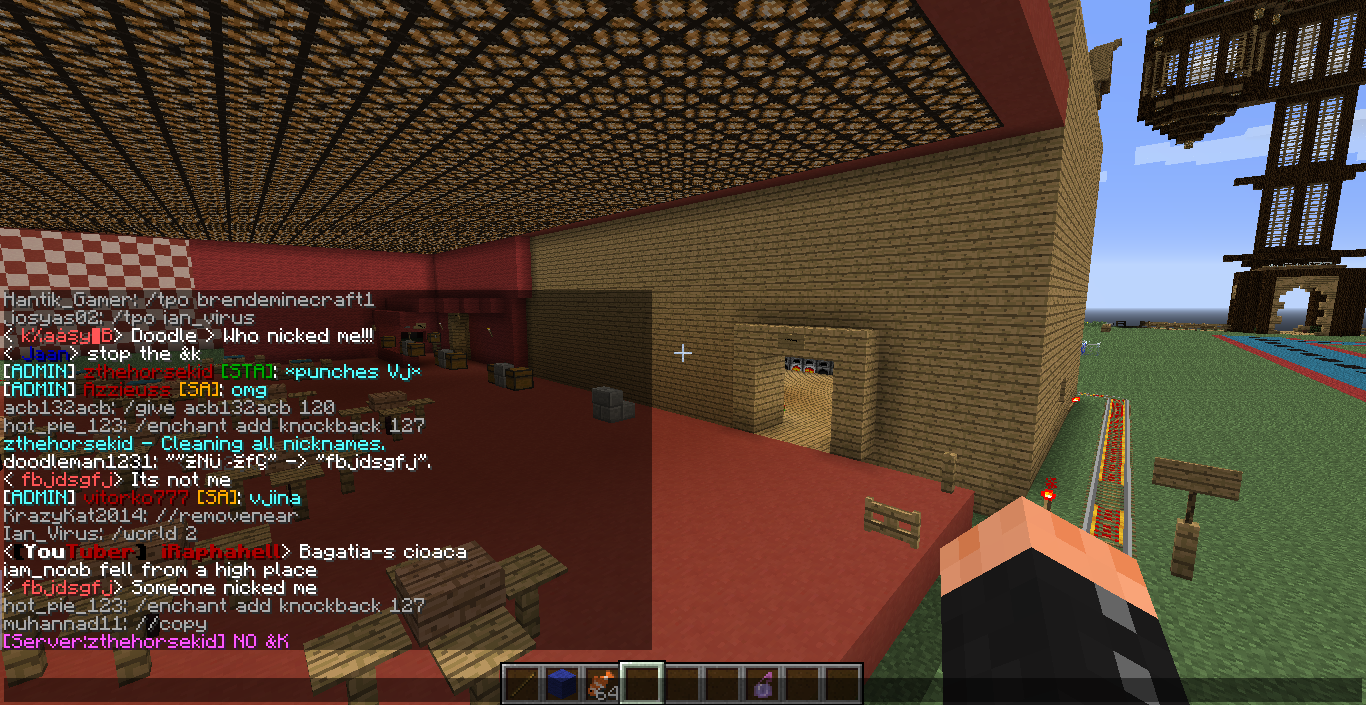 Hantik_Gamer: /tpo brendeminecraft1
josyas02: /tpo ian_virus
Doodle > Who nicked me!!!
< Jaan> stop the &k
[ADMIN] zthehorsekid [STA]: *punches Vj*
[ADMIN] Azzieuss [SA]: omg
acb132acb: /give acb132acb 120
hot_pie_123: /enchant add knockback 127
zthehorsekid - Cleaning all nicknames.
doodleman1231: -> "fbjdsgfj".
< fbjdsgfj> Its not me
[ADMIN] vitorko777 [SA]: vjina
KrazyKat2014: //removenear
Ian_Virus: /world 2
<[YouTuber] iRaphahell> Bagatia-s cioaca
iam_noob fell from a high place
< fbjdsgfj> Someone nicked me
hot_pie_123: /enchant add knockback 127
muhannad11: //copy
[Server:zthehorsekid] NO &K
64